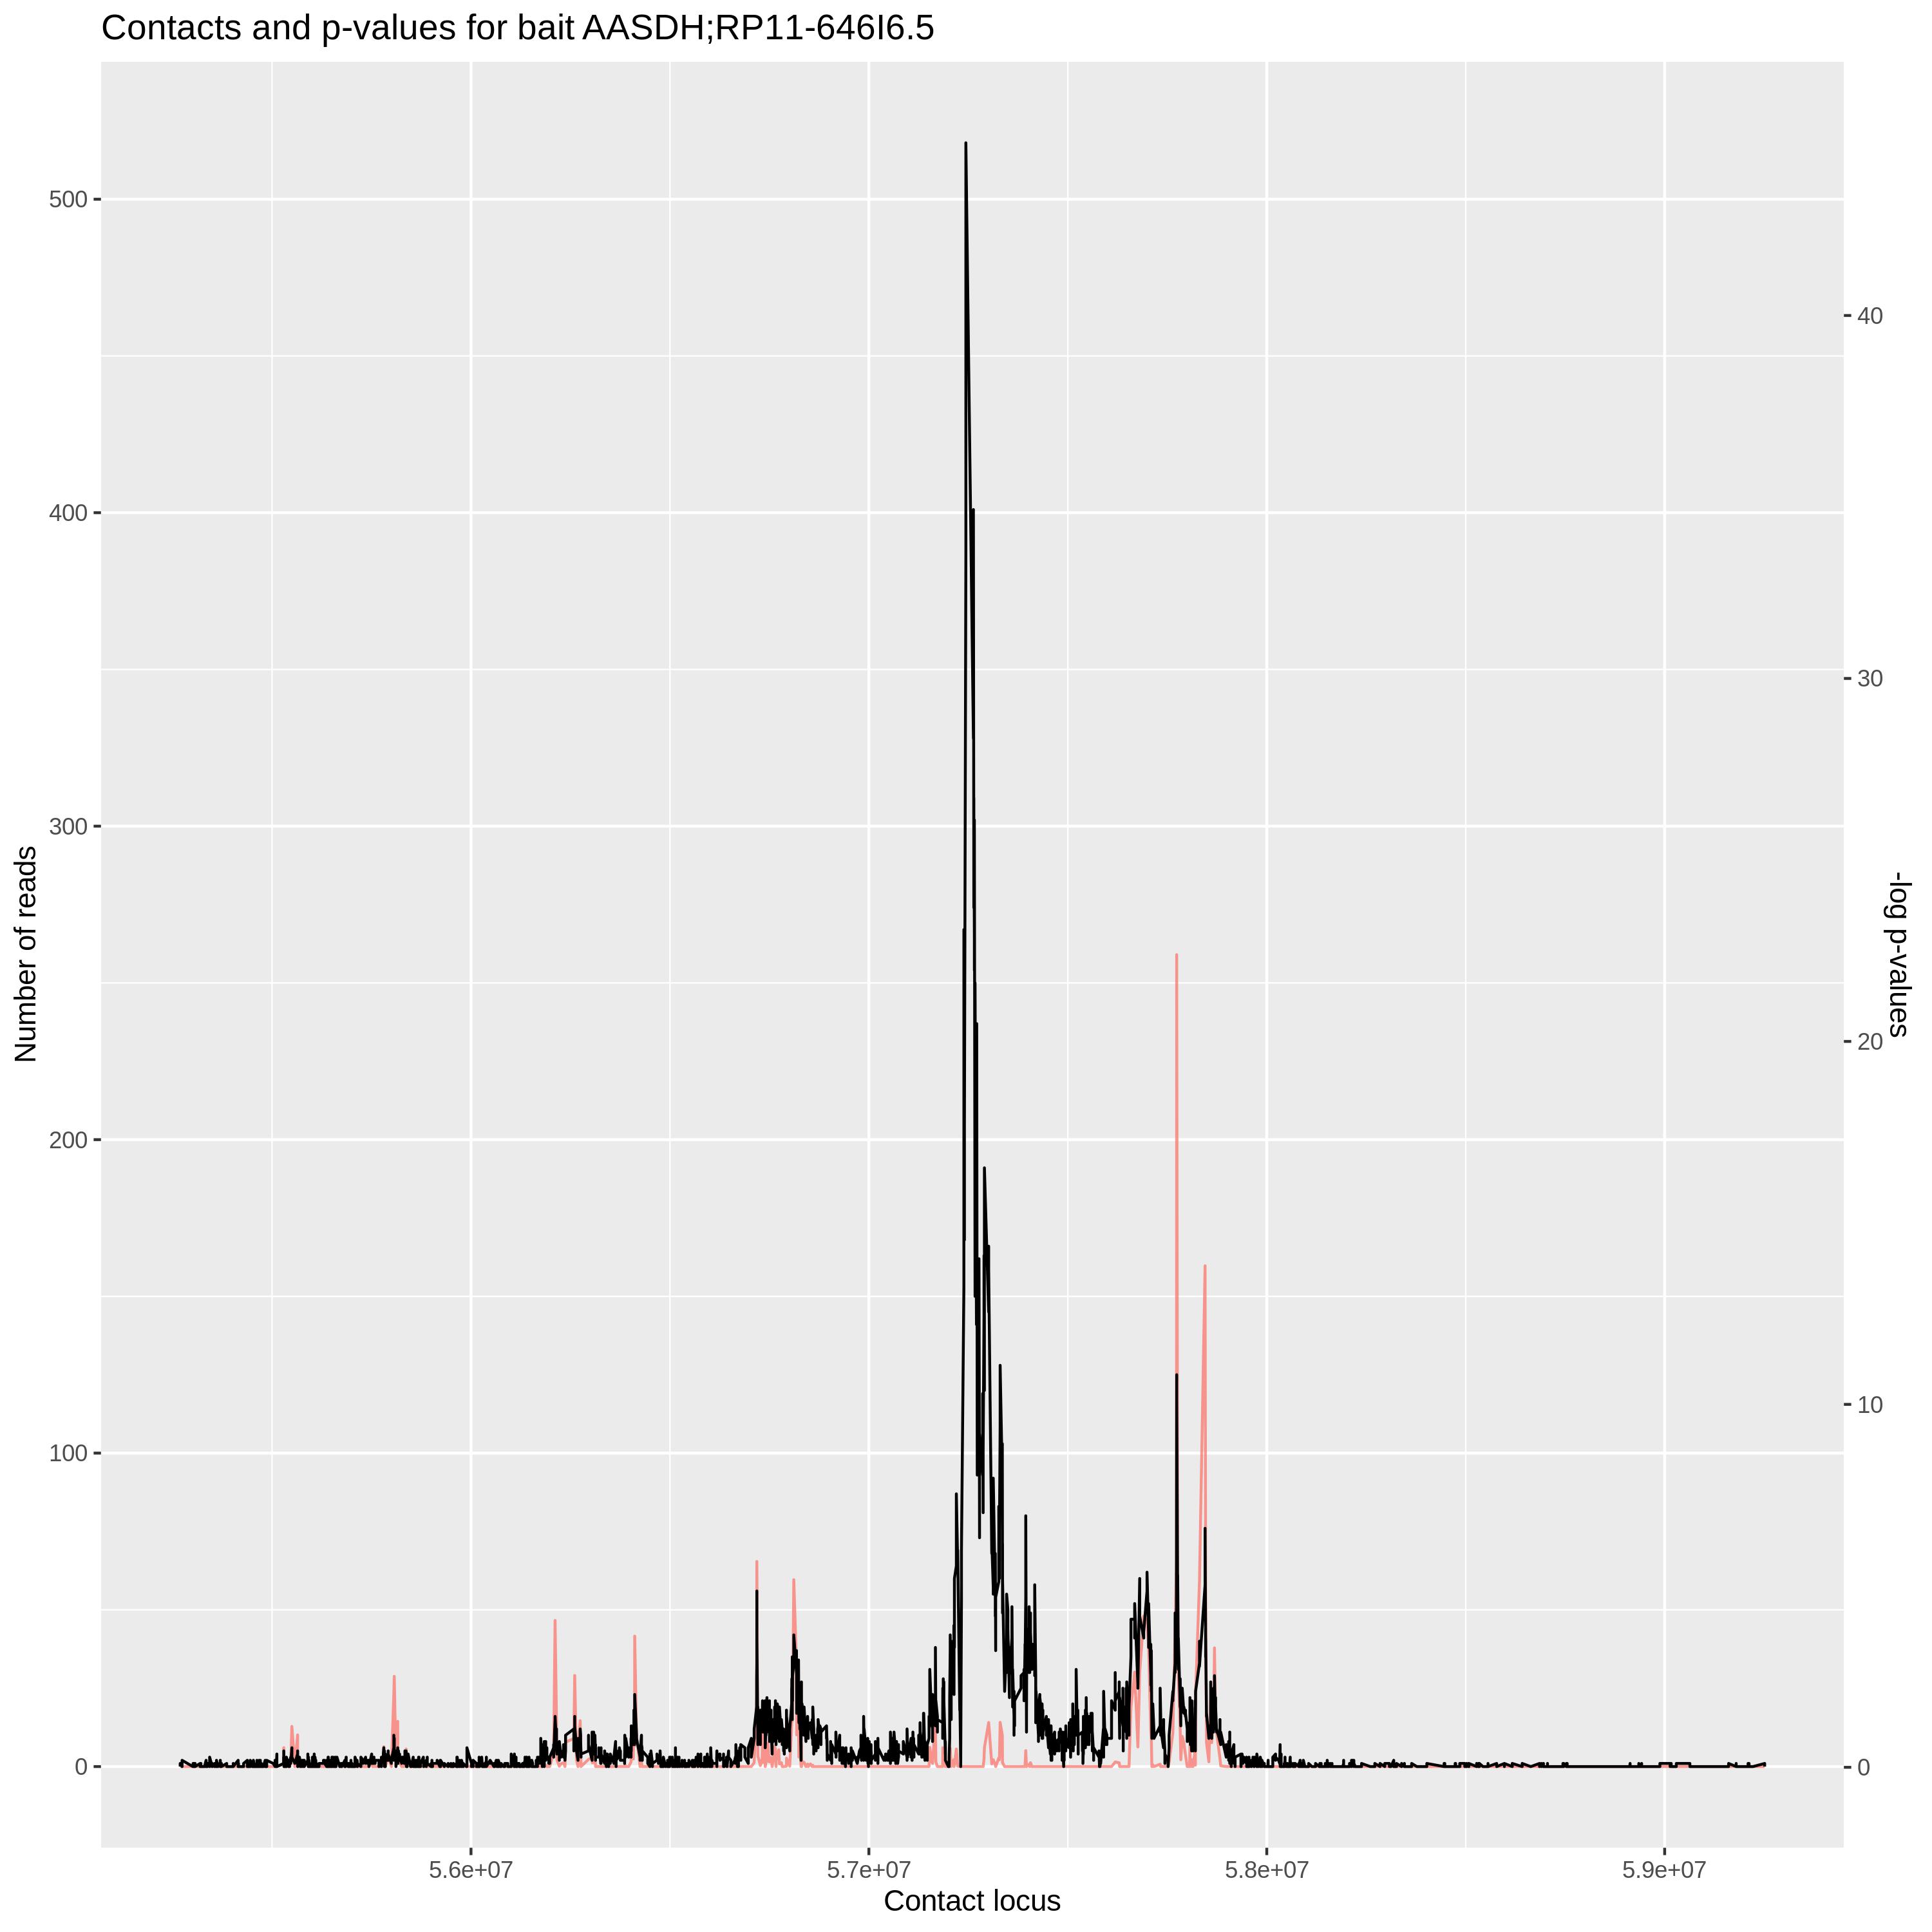 Contacts and p-values for bait AASDH;RP11-646I6.5
500
400
300
200
100
0
Number of reads
40
30
20
10
0
-log p-values
5.6e+07
5.7e+07
5.8e+07
5.9e+07
Contact locus